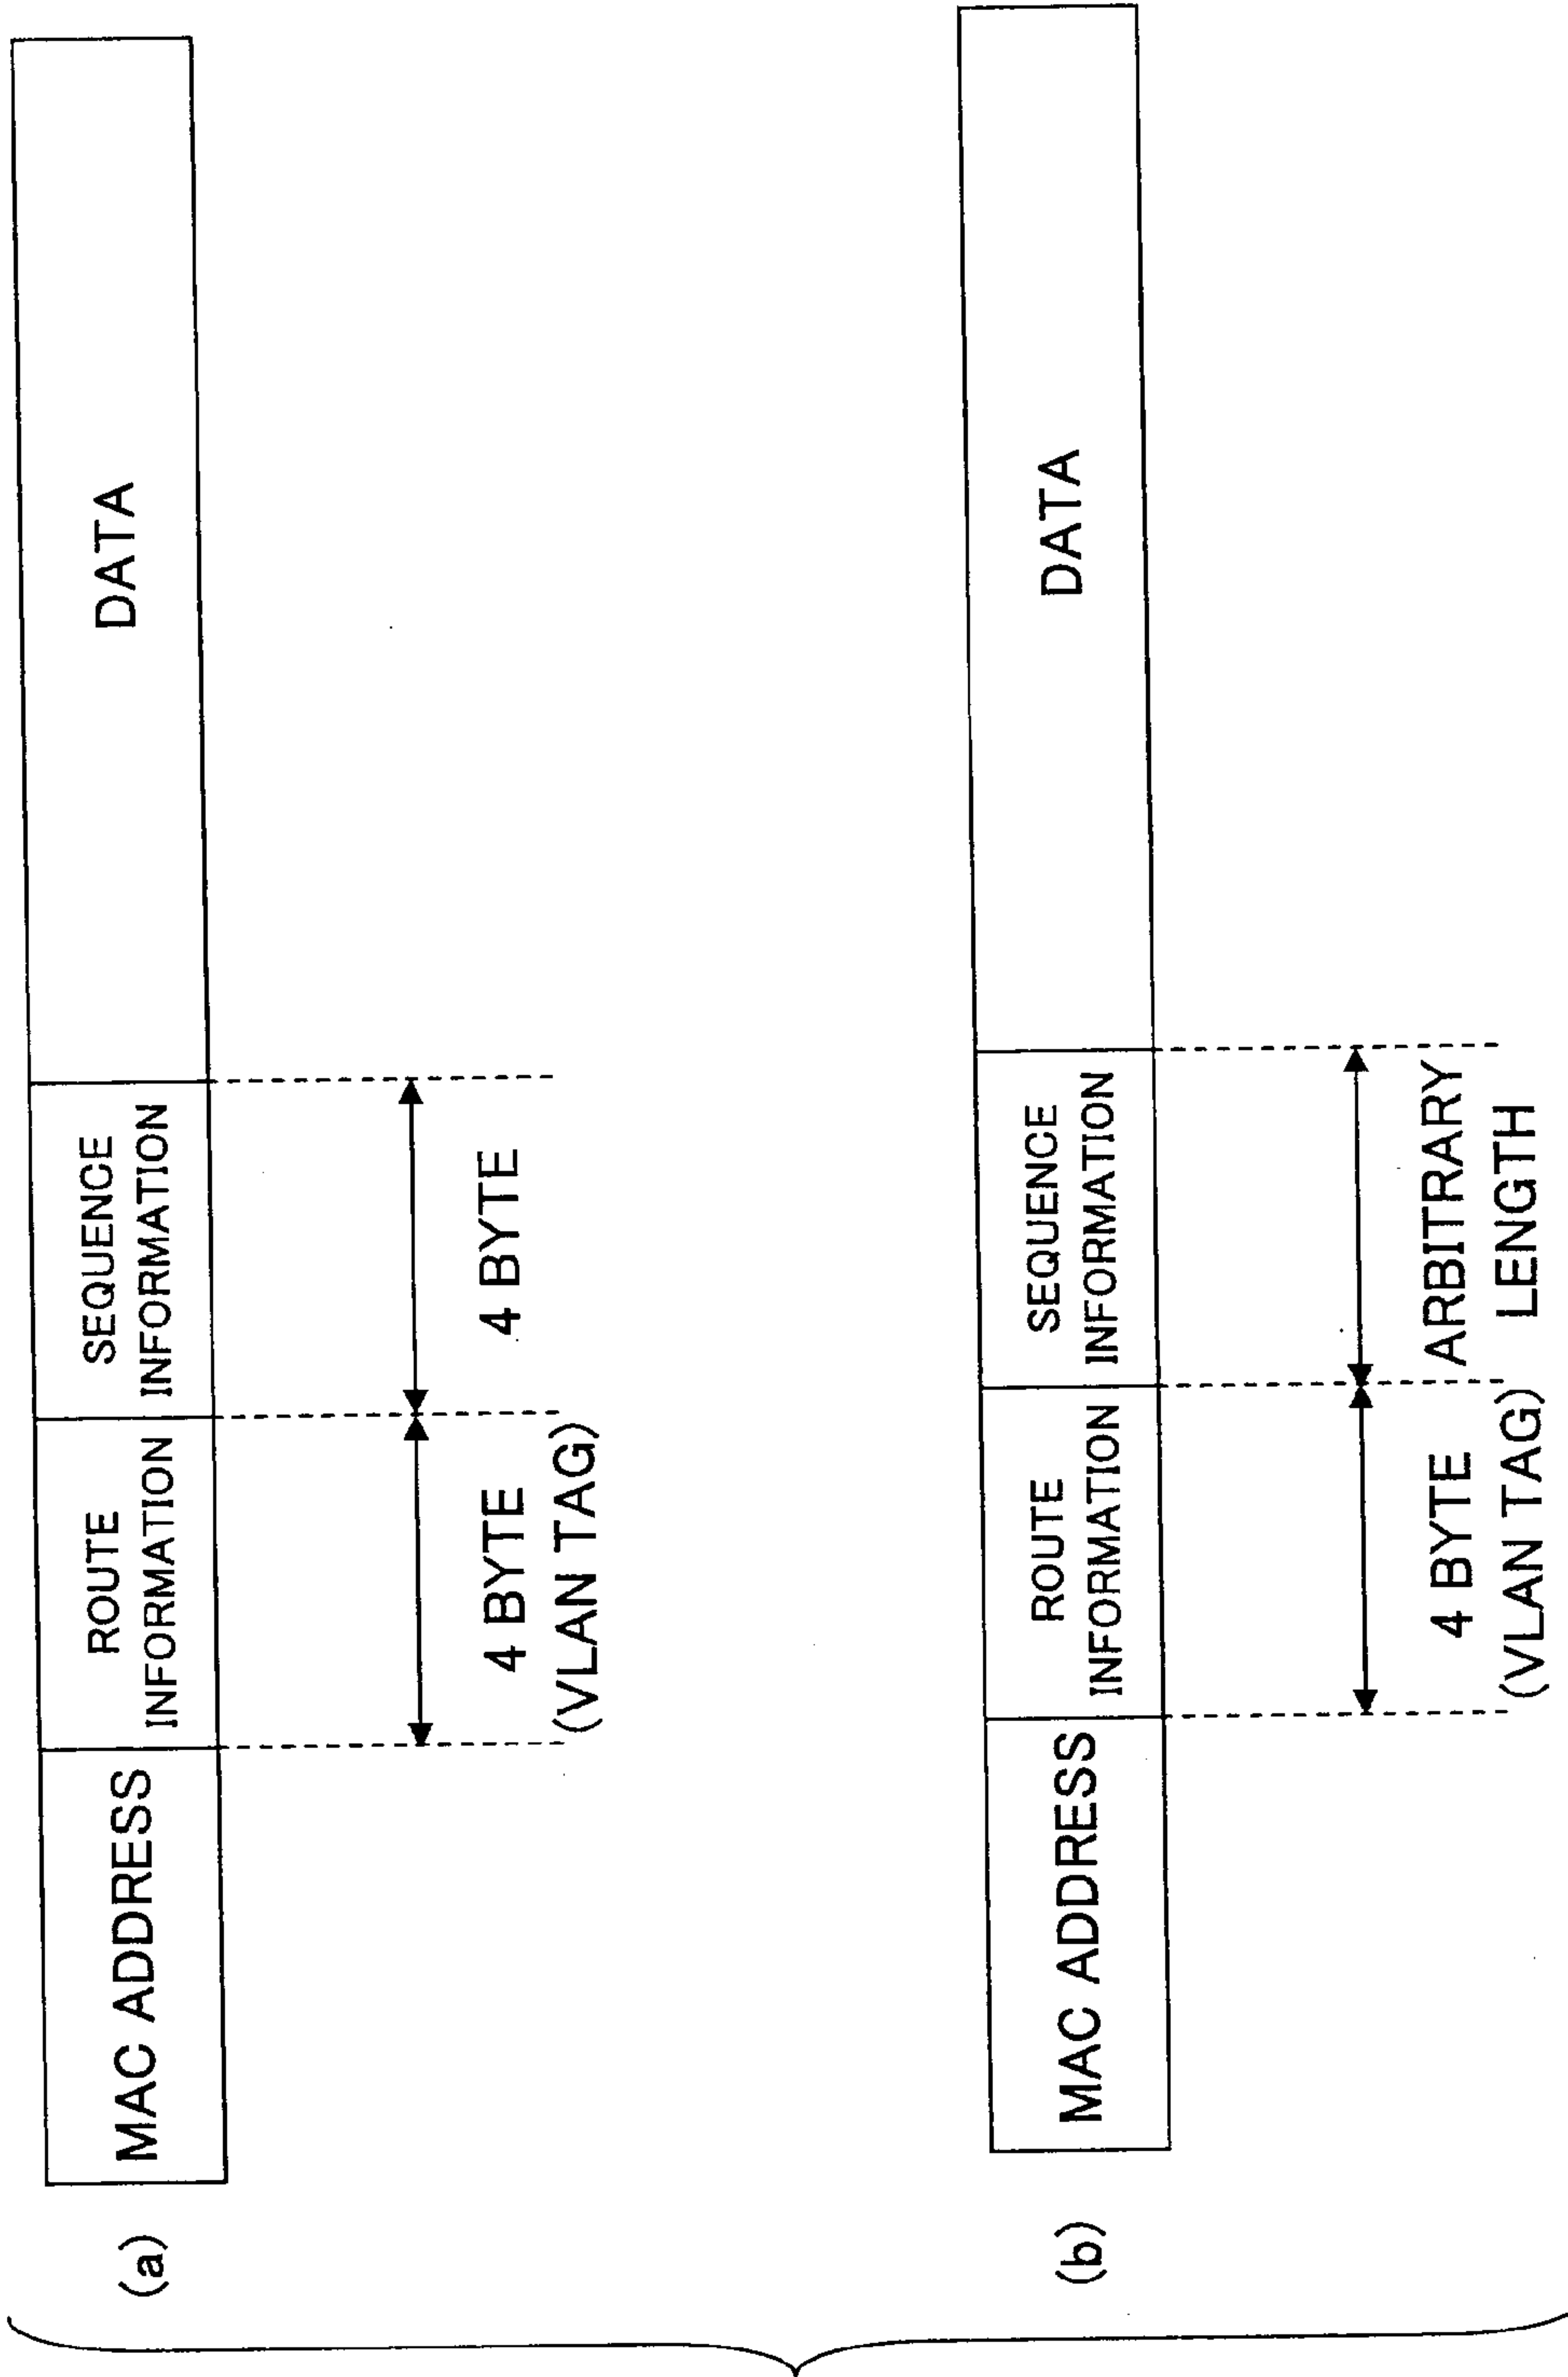 (a)
MAC ADDRESS
ROUTE
INFORMATION
SEQUENCE
INFORMATION
DATA
4 BYTE
(VLAN TAG)
4 BYTE
(b)
MAC ADDRESS
ROUTE
INFORMATION
SEQUENCE
INFORMATION
DATA
4 BYTE
(VLAN TAG)
ARBITRARY
LENGTH